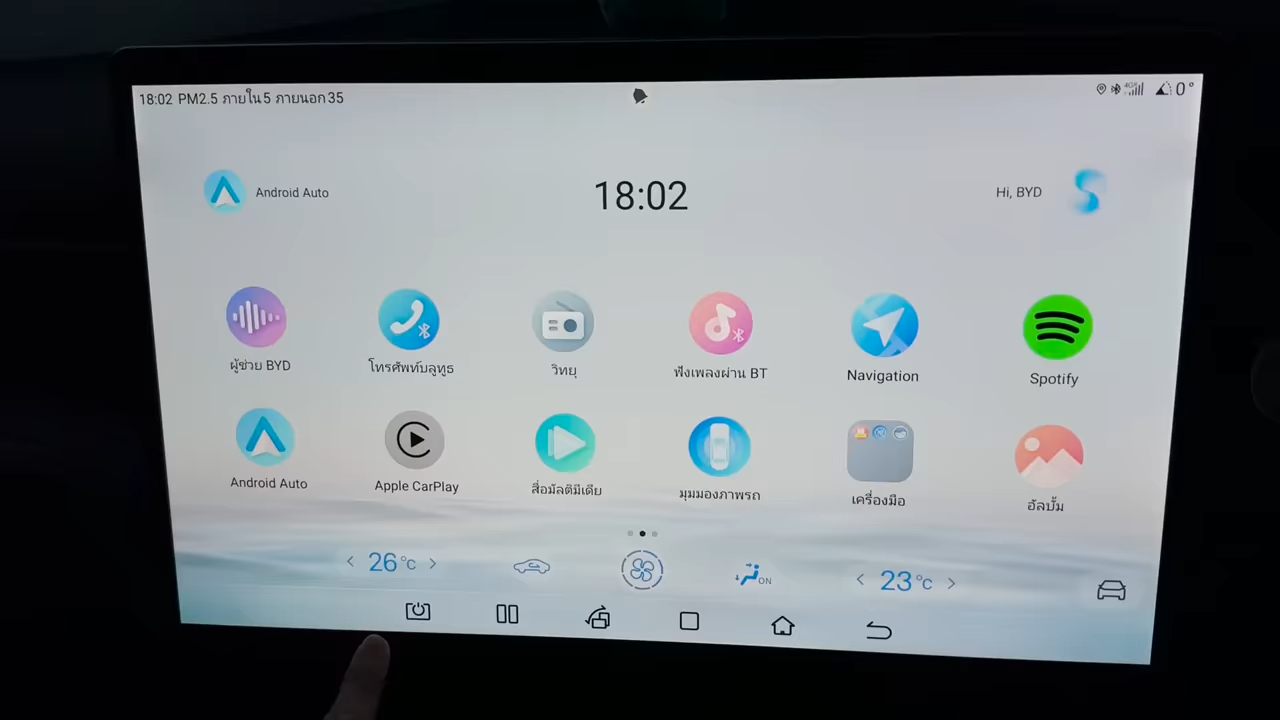 18:02 PM2.5 ภายใน 5 ภายนอก 35
4G
0°
Android Auto
18:02
Hi, BYD
ผู้ช่วย BYD
โทรศัพท์บลูทูธ
วิทยุ
ฟังเพลงผ่าน BT
Navigation
Spotify
Android Auto
Apple CarPlay
สื่อมัลติมีเดีย
มุมมองภาพรถ
เครื่องมือ
อัลบั้ม
26°C
ON
23°C